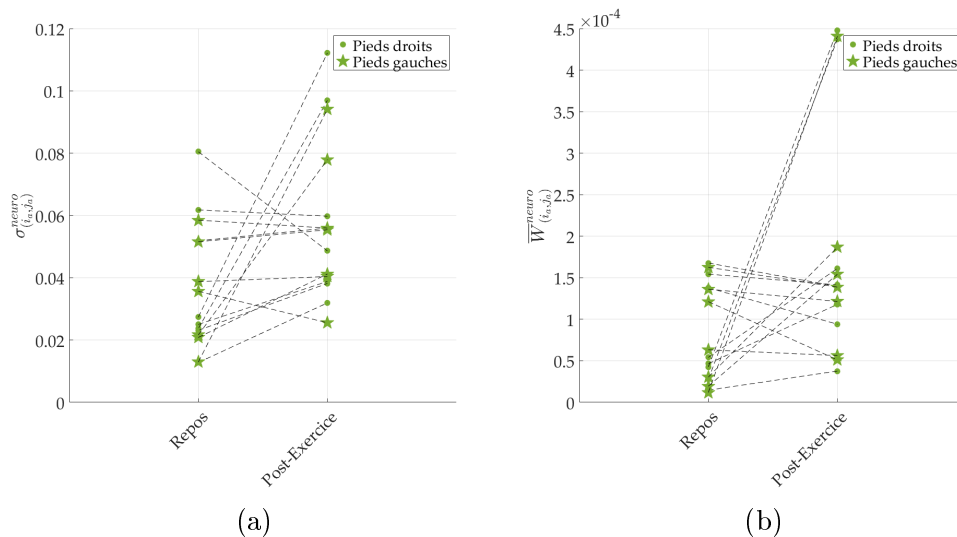 0.12
0.1
0.08
0.06
0.04
0.02
0
σ^{neuro}_{(i_a,j_a)}
Pieds droits
Pieds gauches
Repos
Post-Exercice
(a)
×10^{-4}
4.5
4
3.5
3
2.5
2
1.5
1
0.5
0
\overline{W}^{neuro}_{(i_a,j_a)}
Pieds droits
Pieds gauches
Repos
Post-Exercice
(b)